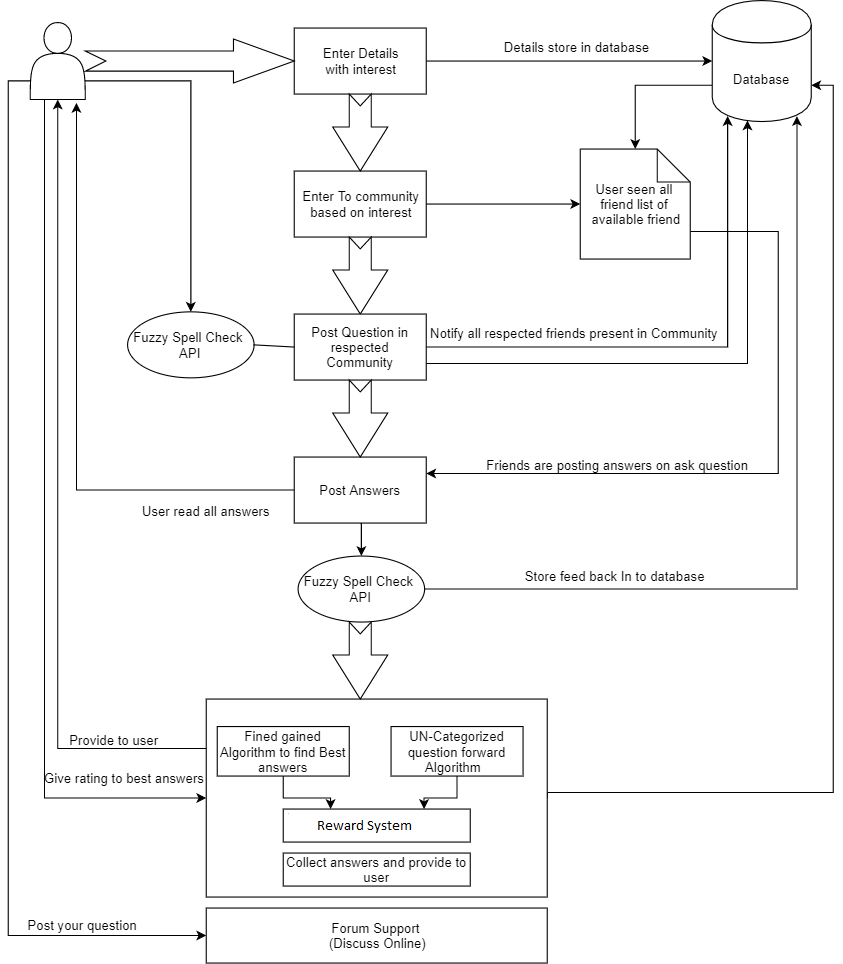 Enter Details
with interest
Details store in database
Database
Enter To community
based on interest
User seen all
friend list of
available friend
Fuzzy Spell Check
API
Post Question in
respected
Community
Notify all respected friends present in Community
Post Answers
Friends are posting answers on ask question
User read all answers
Fuzzy Spell Check
API
Store feed back In to database
Provide to user
Fined gained
Algorithm to find Best
answers
UN-Categorized
question forward
Algorithm
Give rating to best answers
Reward System
Collect answers and provide to
user
Post your question
Forum Support
(Discuss Online)